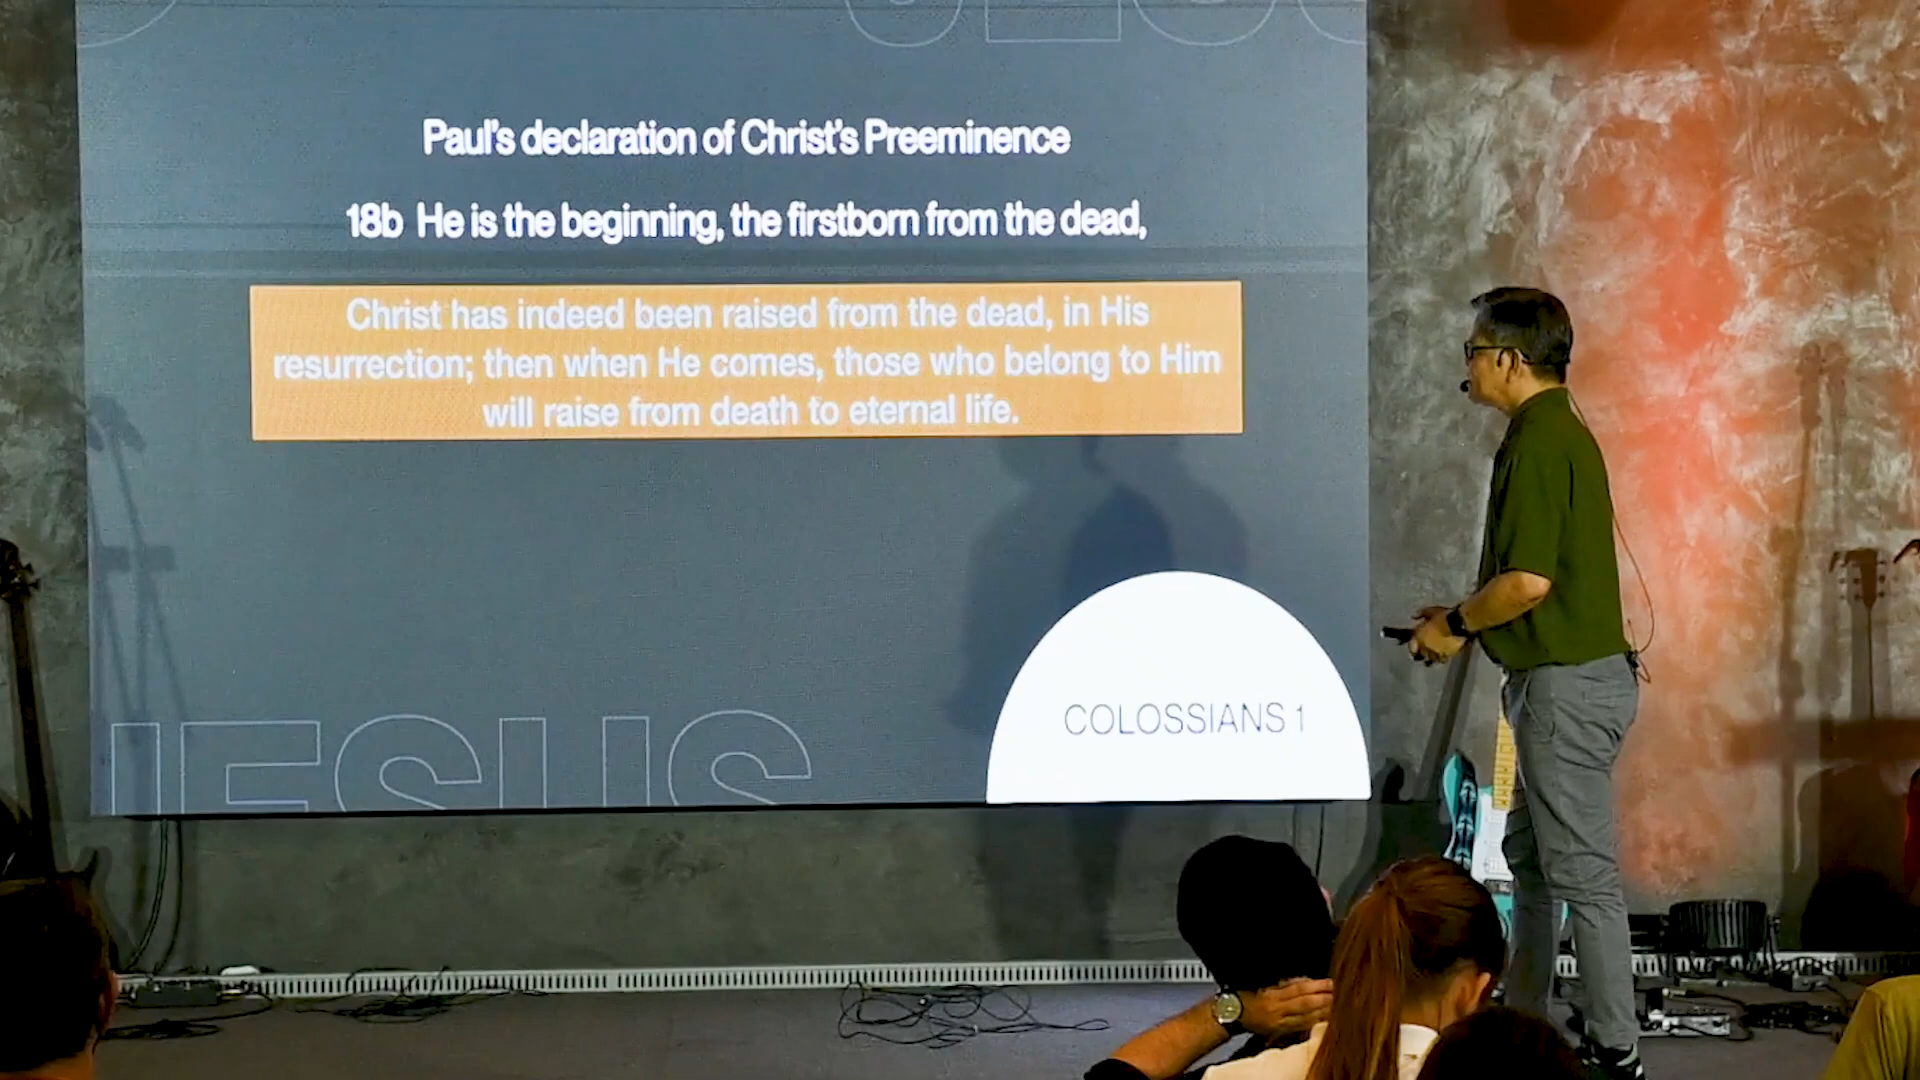 Paul's declaration of Christ's Preeminence
18b He is the beginning, the firstborn from the dead,
Christ has indeed been raised from the dead, in His
resurrection; then when He comes, those who belong to Him
will raise from death to eternal life.
COLOSSIANS 1
JESUS